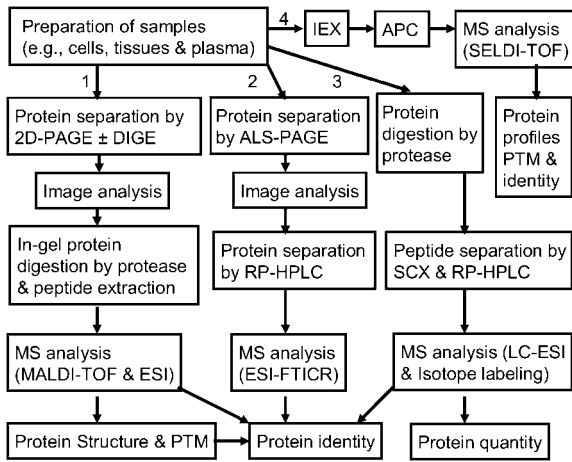 Preparation of samples
(e.g., cells, tissues & plasma)
4
IEX
APC
MS analysis
(SELDI-TOF)
1
2
3
Protein separation by
2D-PAGE ± DIGE
Protein separation
by ALS-PAGE
Protein
digestion by
protease
Protein
profiles
PTM &
identity
Image analysis
Image analysis
In-gel protein
digestion by protease
& peptide extraction
Protein separation
by RP-HPLC
Peptide separation by
SCX & RP-HPLC
MS analysis
(MALDI-TOF & ESI)
MS analysis
(ESI-FTICR)
MS analysis (LC-ESI
& Isotope labeling)
Protein Structure & PTM
Protein identity
Protein quantity